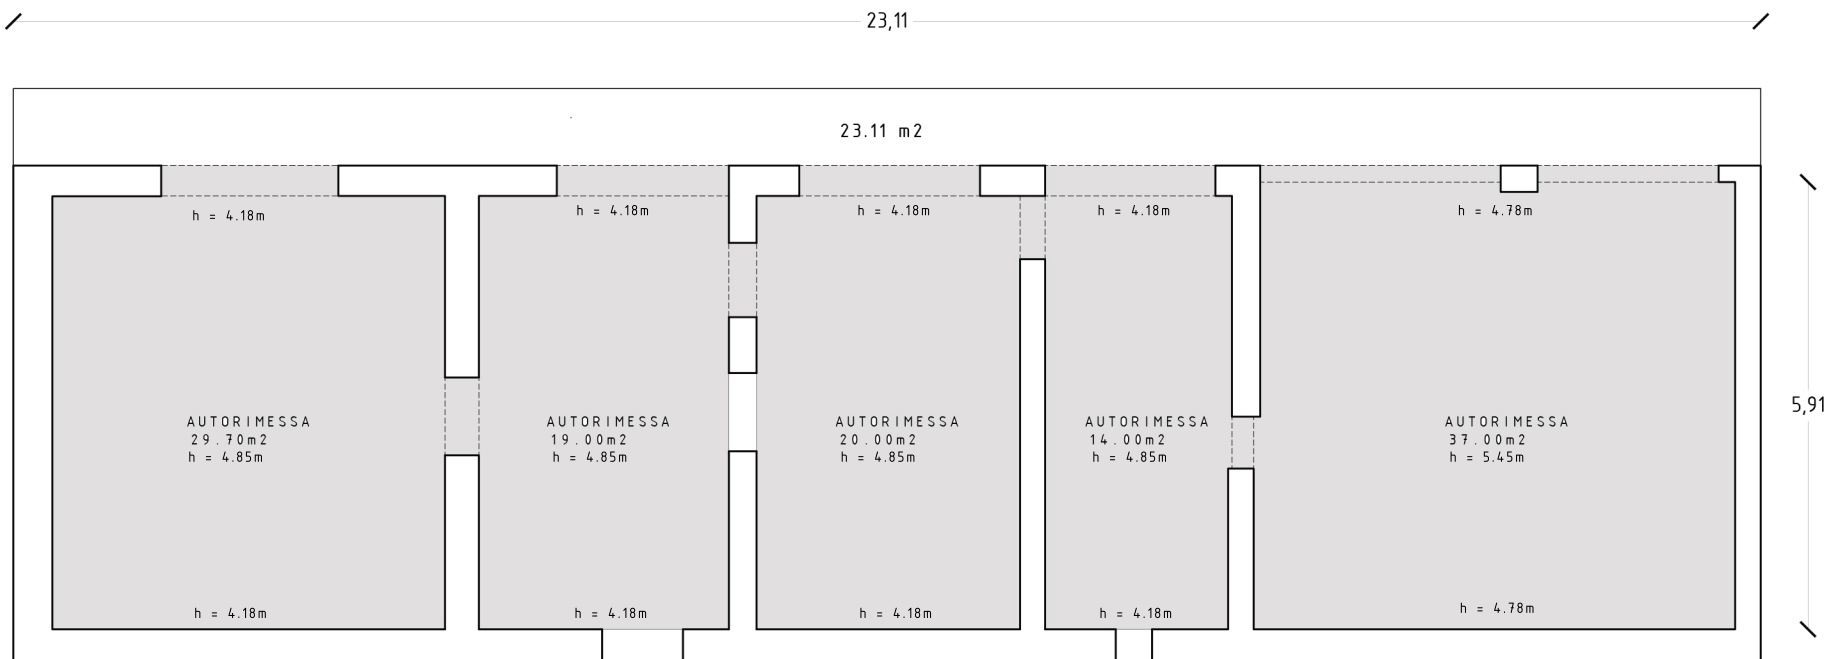 23,11
23.11 m2
h = 4.18m
h = 4.18m
h = 4.18m
h = 4.18m
h = 4.78m
AUTORIMESSA
29.70m2
h = 4.85m
AUTORIMESSA
19.00m2
h = 4.85m
AUTORIMESSA
20.00m2
h = 4.85m
AUTORIMESSA
14.00m2
h = 4.85m
AUTORIMESSA
37.00m2
h = 5.45m
5,91
h = 4.18m
h = 4.18m
h = 4.18m
h = 4.18m
h = 4.78m